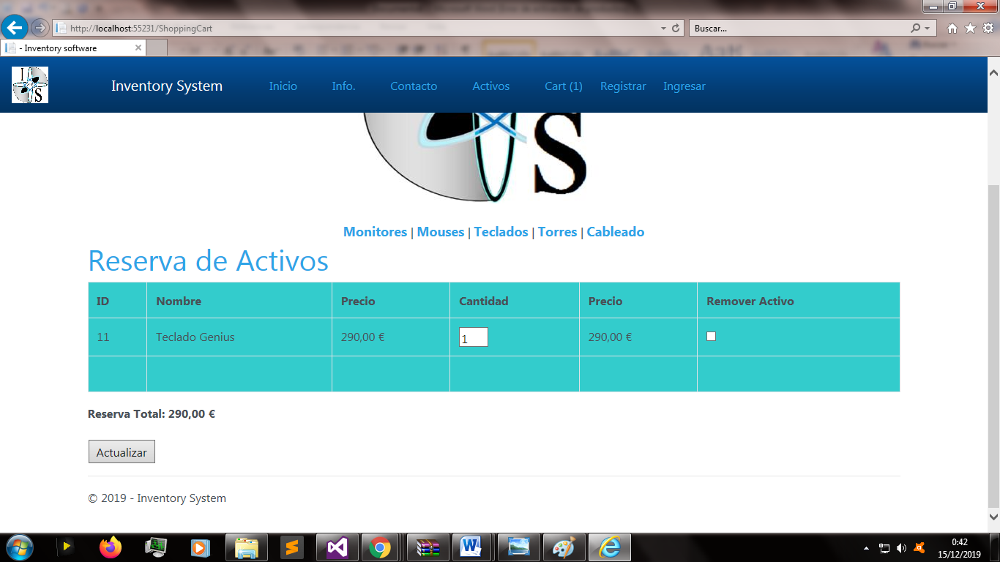 http://localhost:55231/ShoppingCart
Buscar...
- Inventory software
I S
Inventory System
Inicio
Info.
Contacto
Activos
Cart (1)
Registrar
Ingresar
S
Monitores | Mouses | Teclados | Torres | Cableado
Reserva de Activos
ID Nombre Precio Cantidad Precio Remover Activo
11 Teclado Genius 290,00 € 1 290,00 €
Reserva Total: 290,00 €
Actualizar
© 2019 - Inventory System
0:42
15/12/2019